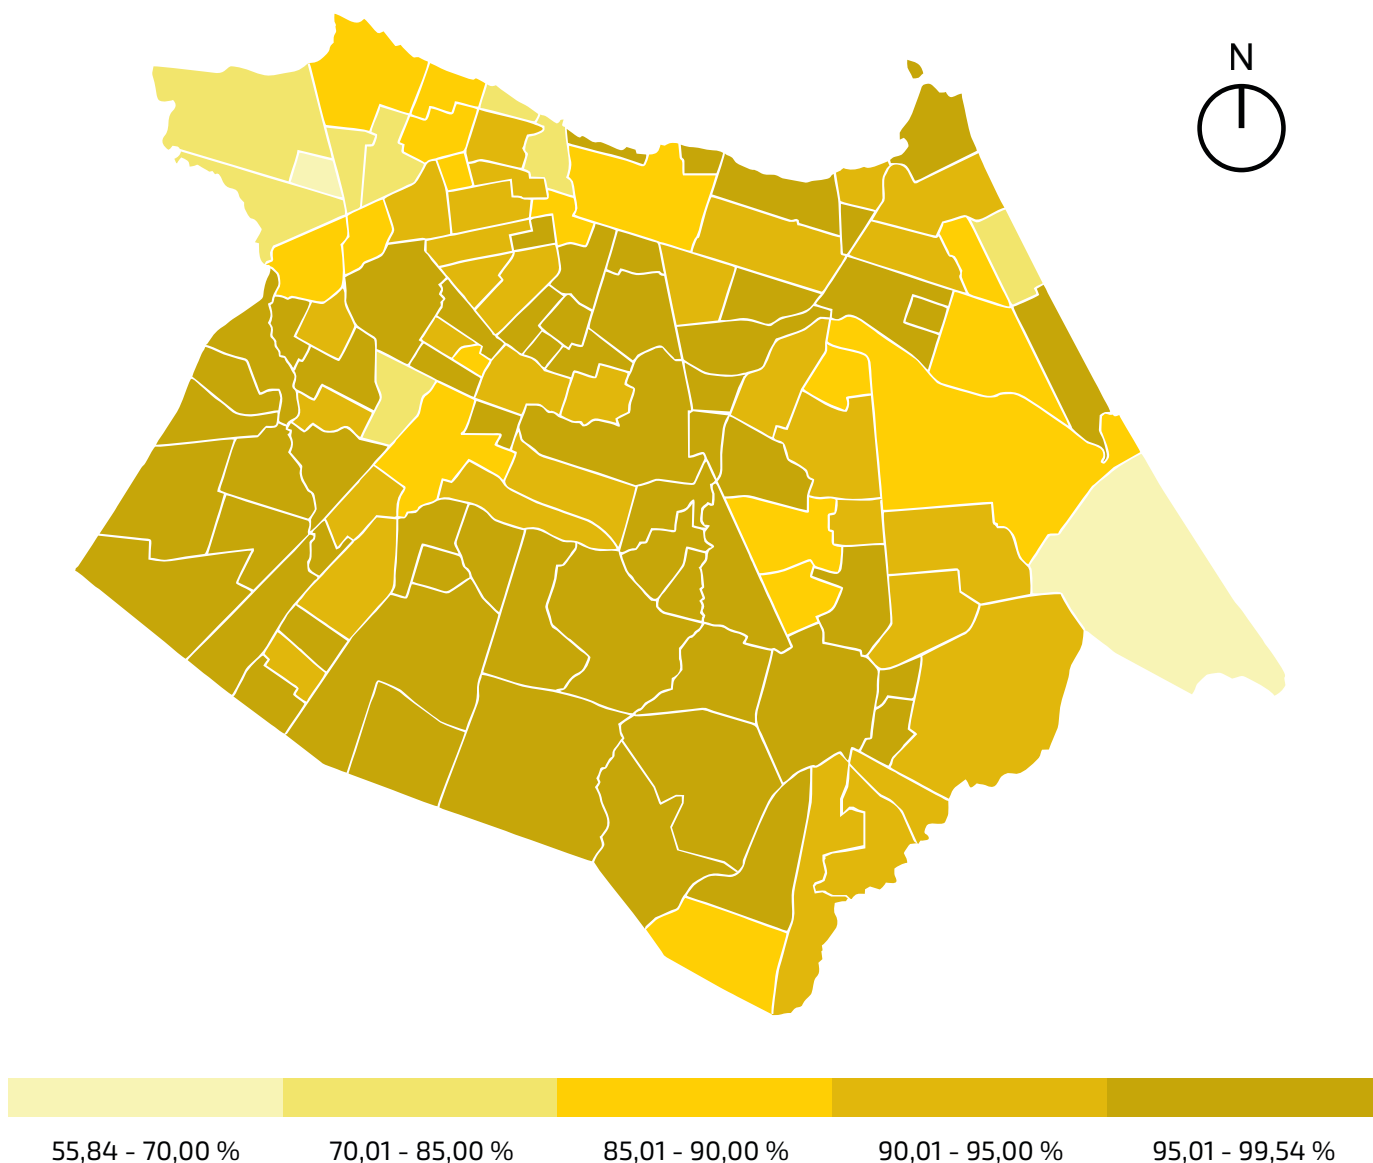 N
55,84 - 70,00 %
70,01 - 85,00 %
85,01 - 90,00 %
90,01 - 95,00 %
95,01 - 99,54 %